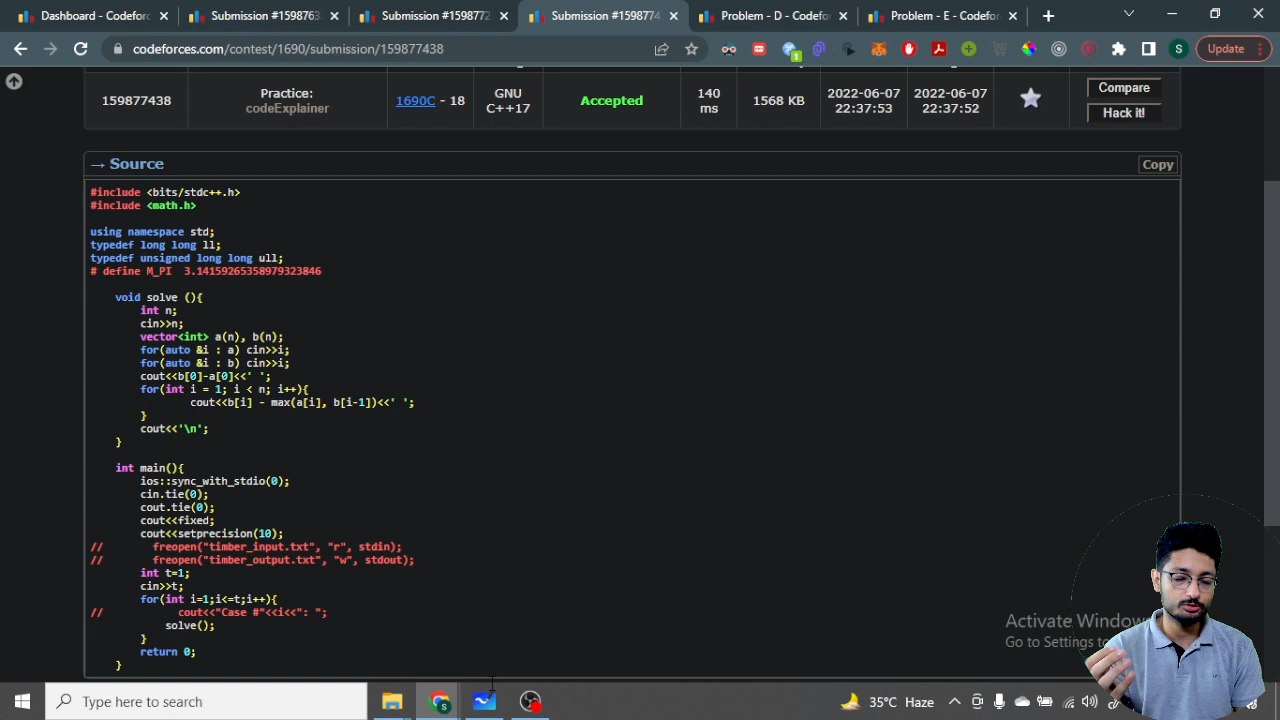 Dashboard - Codeforc
Submission #1598763
Submission #1598772
Submission #1598774
Problem - D - Codefor
Problem - E - Codefor
codeforces.com/contest/1690/submission/159877438
S
Update
159877438
Practice:
codeExplainer
1690C - 18
GNU
C++17
Accepted
140
ms
1568 KB
2022-06-07
22:37:53
2022-06-07
22:37:52
Compare
Hack it!
→ Source
Copy
#include <bits/stdc++.h>
#include <math.h>
using namespace std;
typedef long long ll;
typedef unsigned long long ull;
# define M_PI  3.14159265358979323846
void solve (){
int n;
cin>>n;
vector<int> a(n), b(n);
for(auto &i : a) cin>>i;
for(auto &i : b) cin>>i;
cout<<b[0]-a[0]<<' ';
for(int i = 1; i < n; i++){
cout<<b[i] - max(a[i], b[i-1])<<' ';
}
cout<<'\n';
}
int main(){
ios::sync_with_stdio(0);
cin.tie(0);
cout.tie(0);
cout<<fixed;
cout<<setprecision(10);
//       freopen("timber_input.txt", "r", stdin);
//       freopen("timber_output.txt", "w", stdout);
int t=1;
cin>>t;
for(int i=1;i<=t;i++){
//           cout<<"Case #"<<i<<": ";
solve();
}
return 0;
}
Activate Window
Go to Settings to
Type here to search
35°C Haze